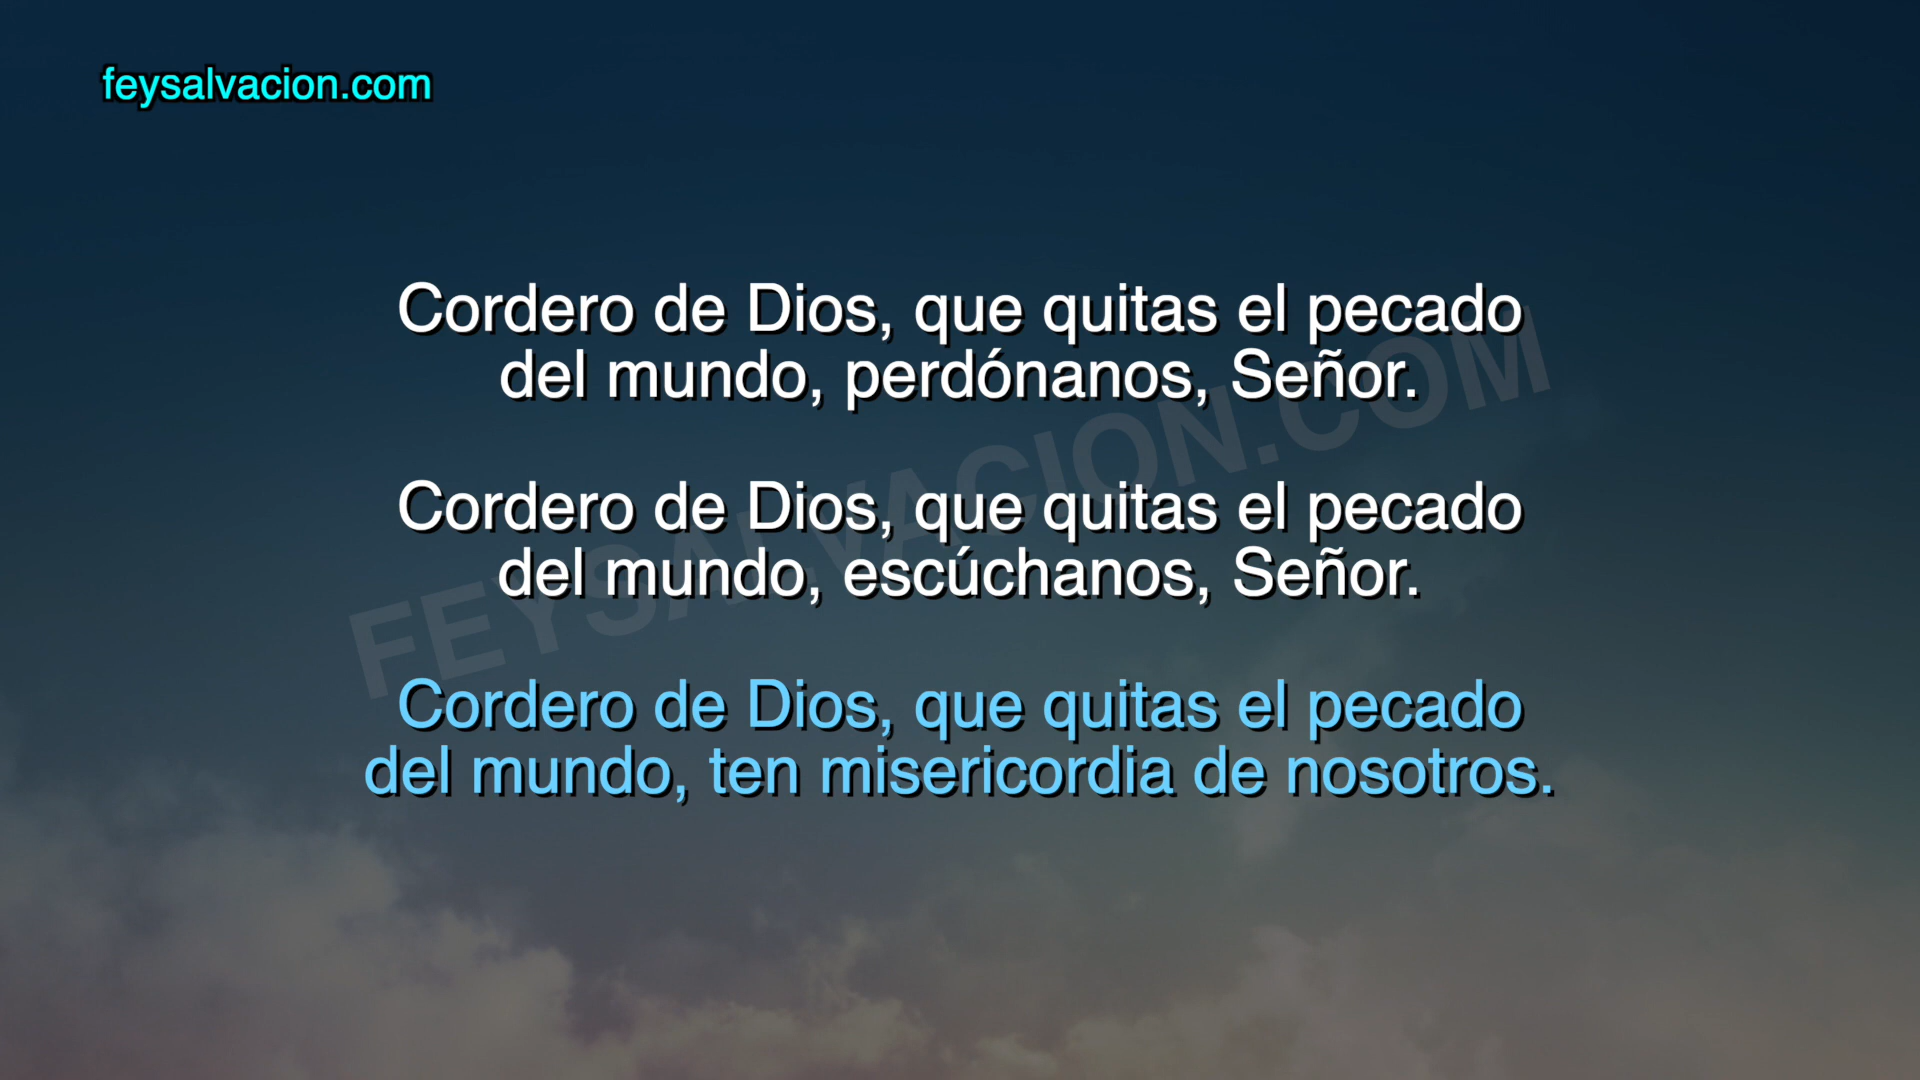 feysalvacion.com
Cordero de Dios, que quitas el pecado
del mundo, perdónanos, Señor.
Cordero de Dios, que quitas el pecado
del mundo, escúchanos, Señor.
Cordero de Dios, que quitas el pecado
del mundo, ten misericordia de nosotros.
FEYSALVACION.COM